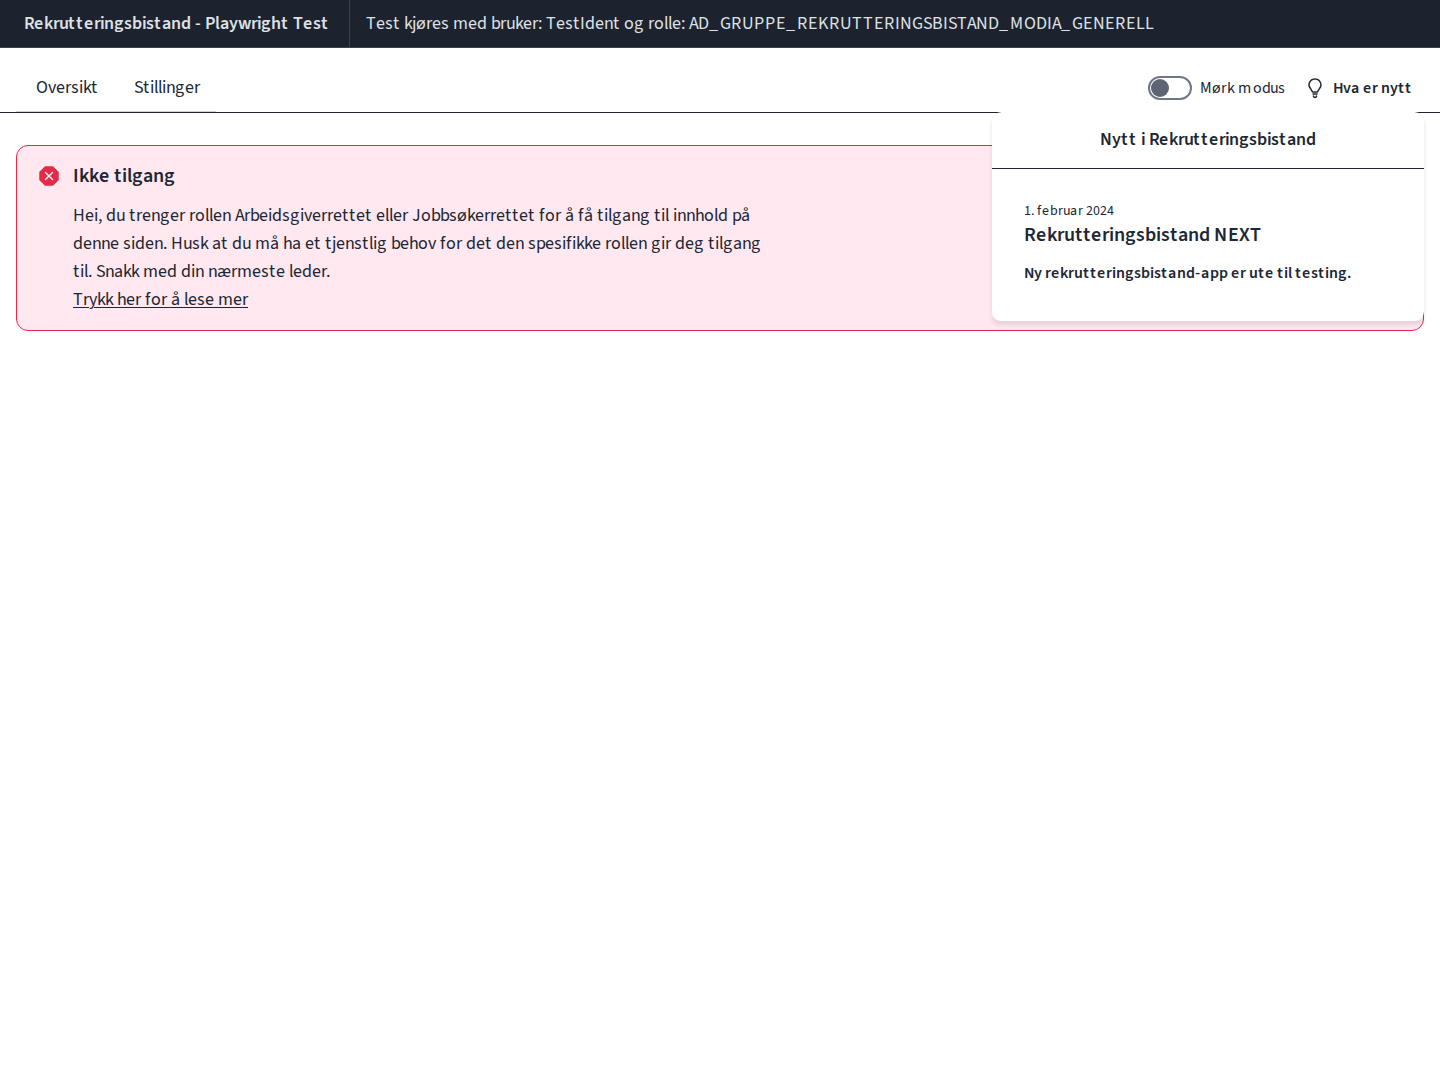 Rekrutteringsbistand - Playwright Test
Test kjøres med bruker: TestIdent og rolle: AD_GRUPPE_REKRUTTERINGSBISTAND_MODIA_GENERELL
Oversikt
Stillinger
Mørk modus
Hva er nytt
Ikke tilgang
Hei, du trenger rollen Arbeidsgiverrettet eller Jobbsøkerrettet for å få tilgang til innhold på
denne siden. Husk at du må ha et tjenstlig behov for det den spesifikke rollen gir deg tilgang
til. Snakk med din nærmeste leder.
Trykk her for å lese mer
Nytt i Rekrutteringsbistand
1. februar 2024
Rekrutteringsbistand NEXT
Ny rekrutteringsbistand-app er ute til testing.